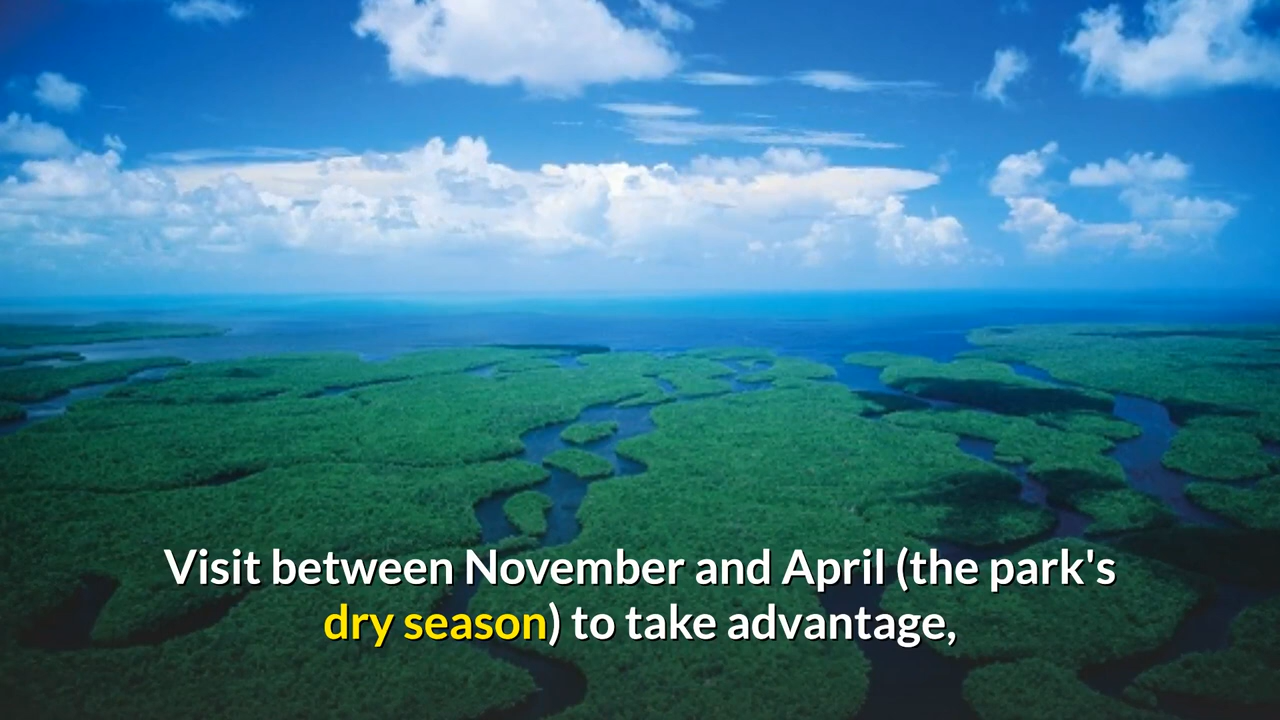 Visit between November and April (the park's
dry season) to take advantage,